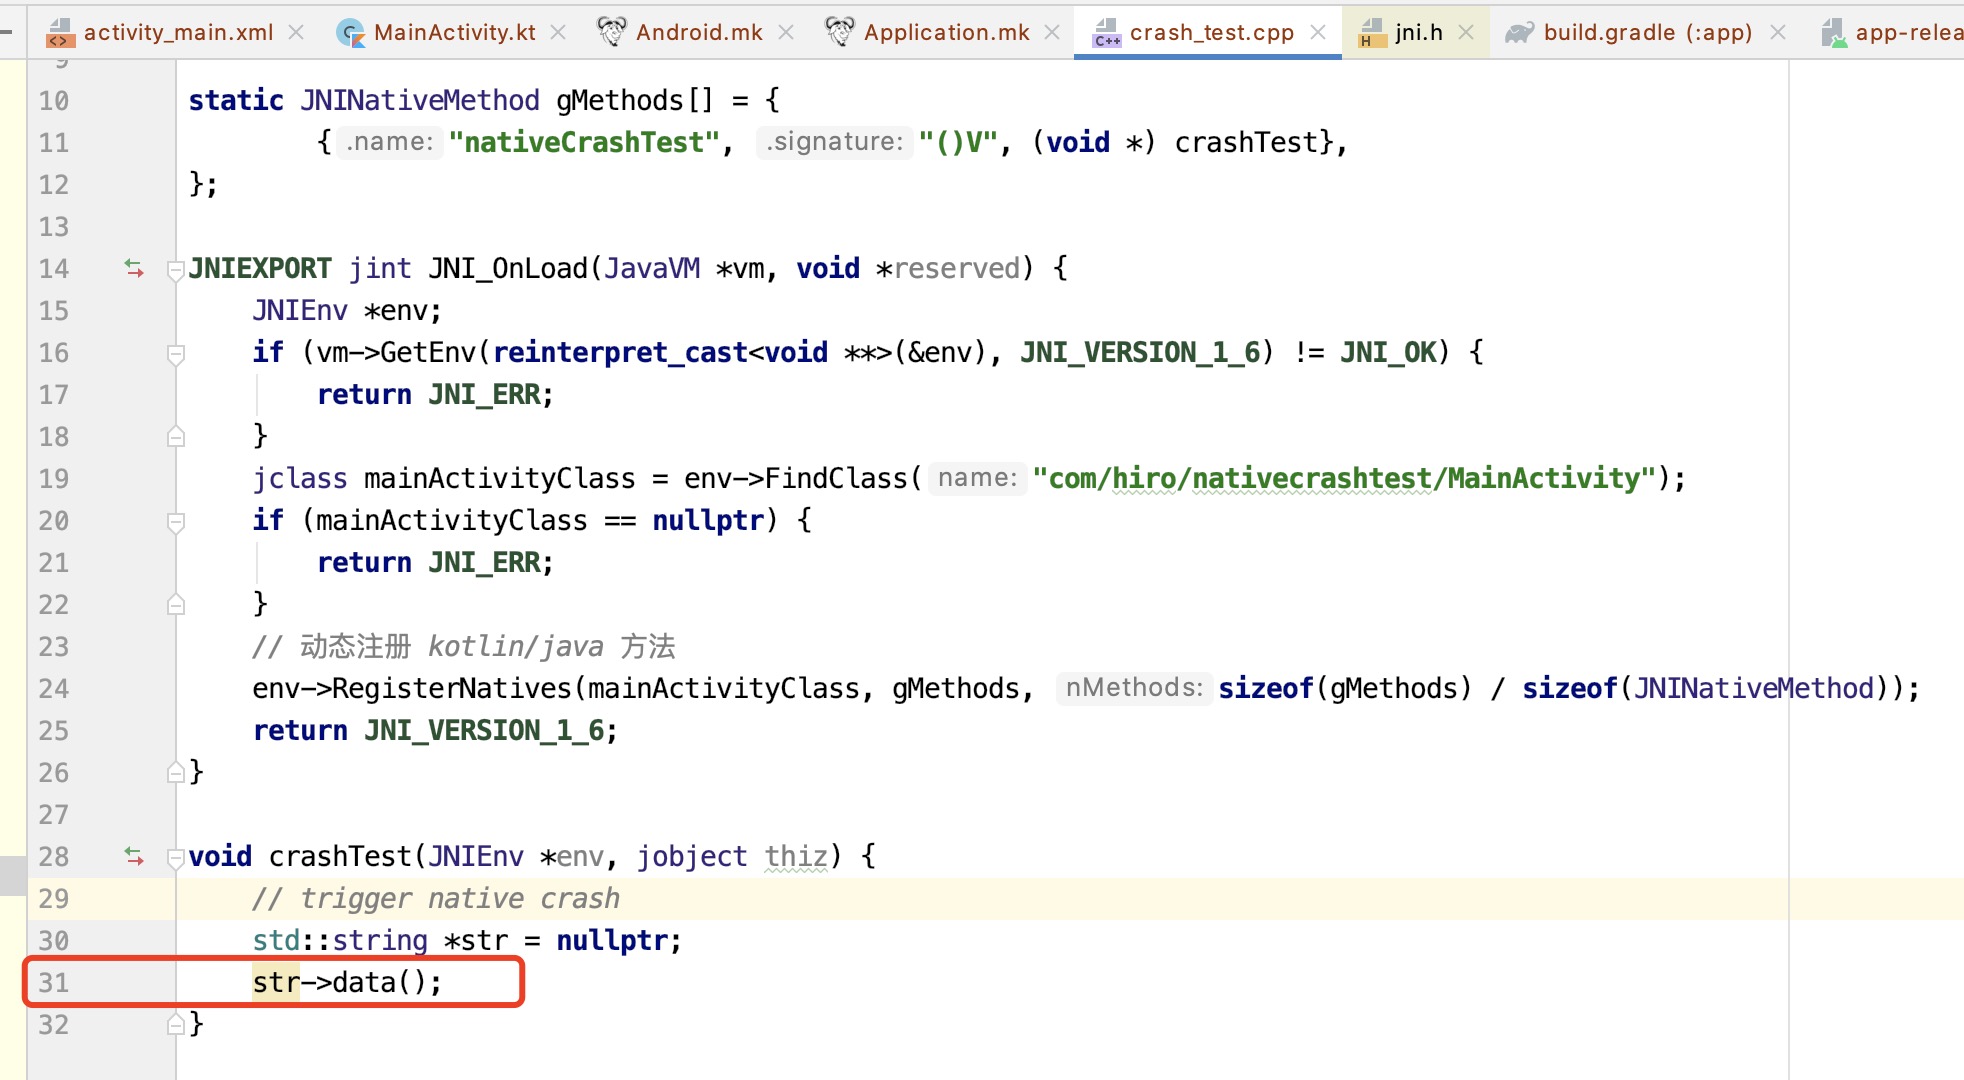 activity_main.xml MainActivity.kt Android.mk Application.mk crash_test.cpp jni.h build.gradle (:app) app-relea
9
10 static JNINativeMethod gMethods[] = {
11 { .name: "nativeCrashTest", .signature: "()V", (void *) crashTest},
12 };
13
14 JNIEXPORT jint JNI_OnLoad(JavaVM *vm, void *reserved) {
15 JNIEnv *env;
16 if (vm->GetEnv(reinterpret_cast<void **>(&env), JNI_VERSION_1_6) != JNI_OK) {
17 return JNI_ERR;
18 }
19 jclass mainActivityClass = env->FindClass( name: "com/hiro/nativecrashtest/MainActivity");
20 if (mainActivityClass == nullptr) {
21 return JNI_ERR;
22 }
23 // 动态注册 kotlin/java 方法
24 env->RegisterNatives(mainActivityClass, gMethods, nMethods: sizeof(gMethods) / sizeof(JNINativeMethod));
25 return JNI_VERSION_1_6;
26 }
27
28 void crashTest(JNIEnv *env, jobject thiz) {
29 // trigger native crash
30 std::string *str = nullptr;
31 str->data();
32 }